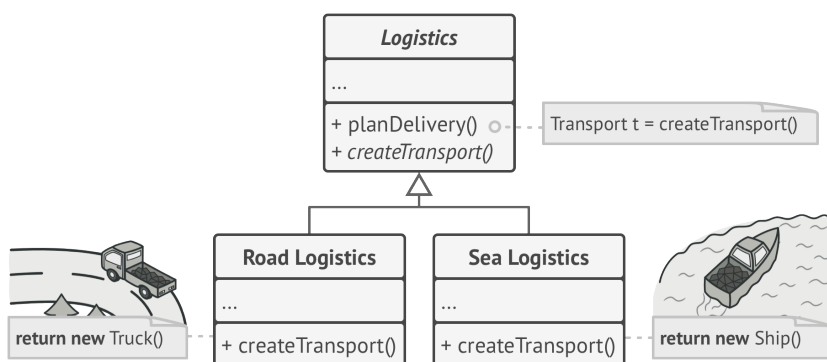 Logistics
...
+ planDelivery()
+ createTransport()
Transport t = createTransport()
Road Logistics
...
+ createTransport()
Sea Logistics
...
+ createTransport()
return new Truck()
return new Ship()